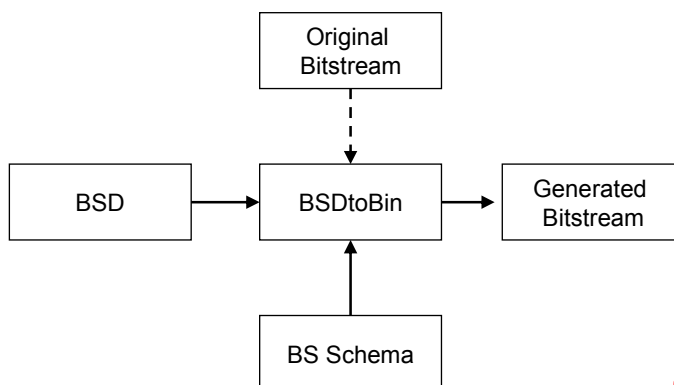 Original
Bitstream
BSD
BSDtoBin
Generated
Bitstream
BS Schema